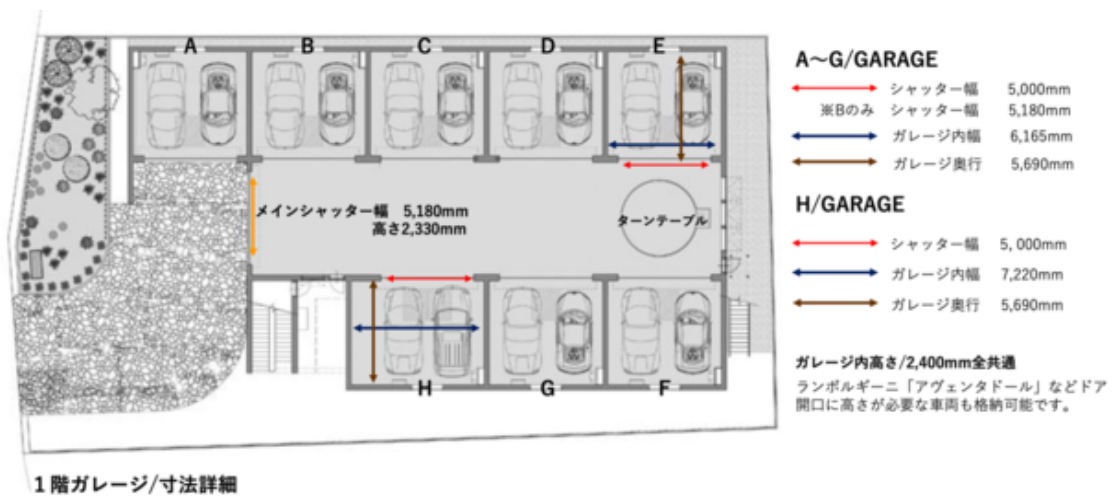 A
B
C
D
E
メインシャッター幅 5,180mm
高さ2,330mm
ターンテーブル
H
G
F
1階ガレージ/寸法詳細
A〜G/GARAGE
シャッター幅 5,000mm
※Bのみ シャッター幅 5,180mm
ガレージ内幅 6,165mm
ガレージ奥行 5,690mm
H/GARAGE
シャッター幅 5,000mm
ガレージ内幅 7,220mm
ガレージ奥行 5,690mm
ガレージ内高さ/2,400mm全共通
ランボルギーニ「アヴェンタドール」などドア
開口に高さが必要な車両も格納可能です。